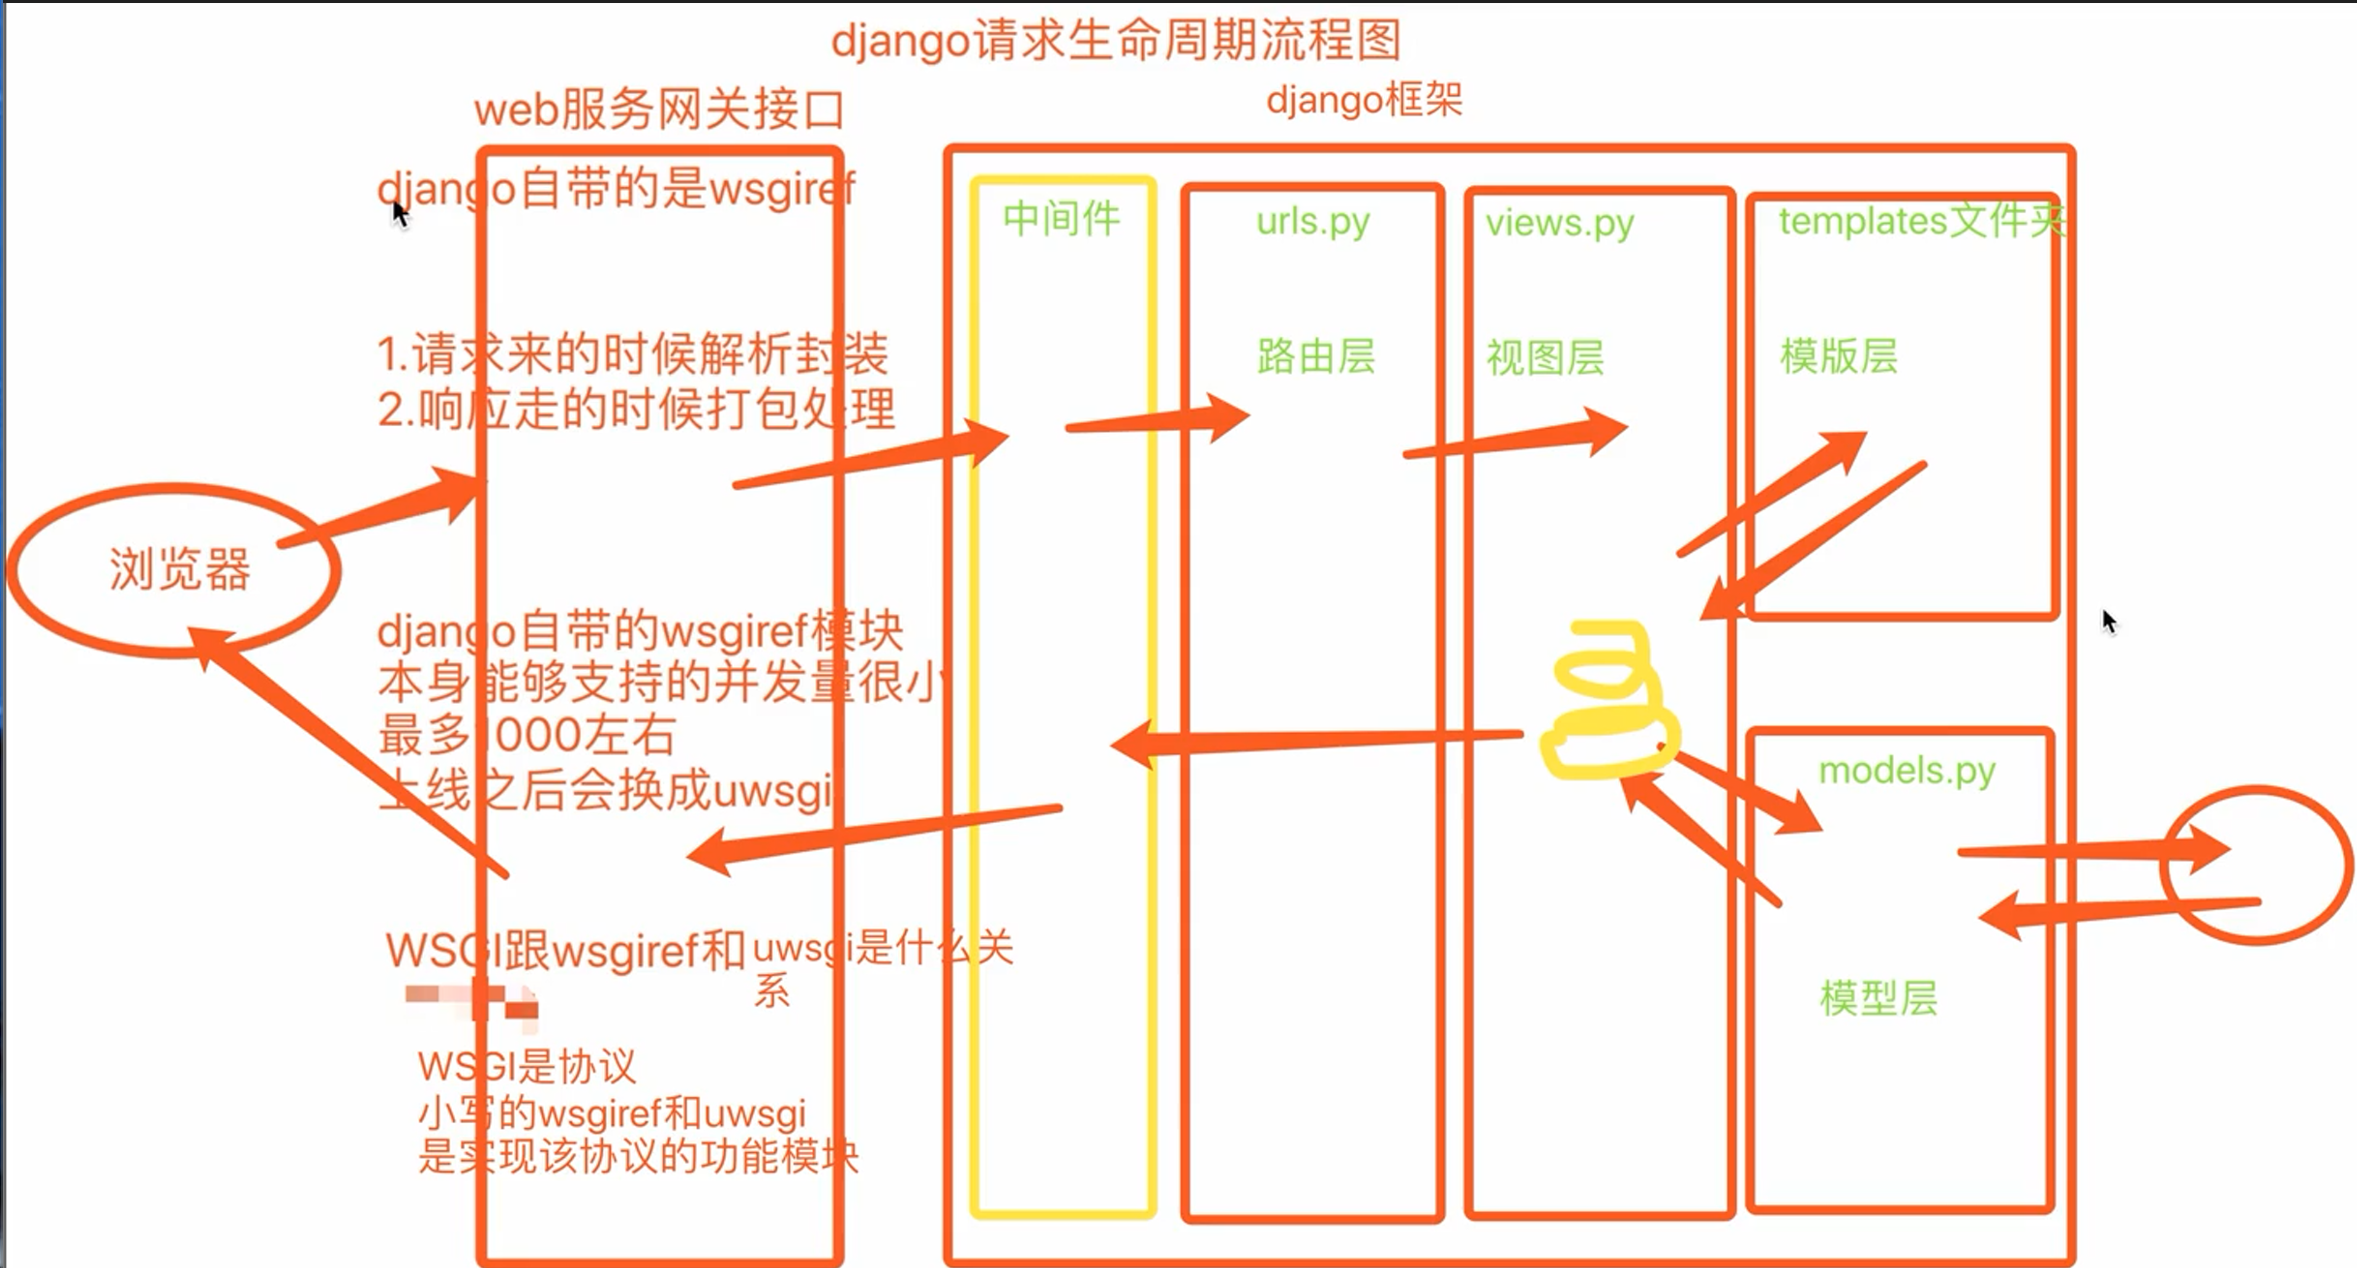 django请求生命周期流程图
web服务网关接口
django框架
django自带的是wsgiref
中间件
urls.py
views.py
templates文件夹
1.请求来的时候解析封装
2.响应走的时候打包处理
路由层
视图层
模版层
浏览器
django自带的wsgiref模块
本身能够支持的并发量很小
最多1000左右
上线之后会换成uwsgi
models.py
模型层
WSGI跟wsgiref和
uwsgi是什么关
系
WSGI是协议
小写的wsgiref和uwsgi
是实现该协议的功能模块